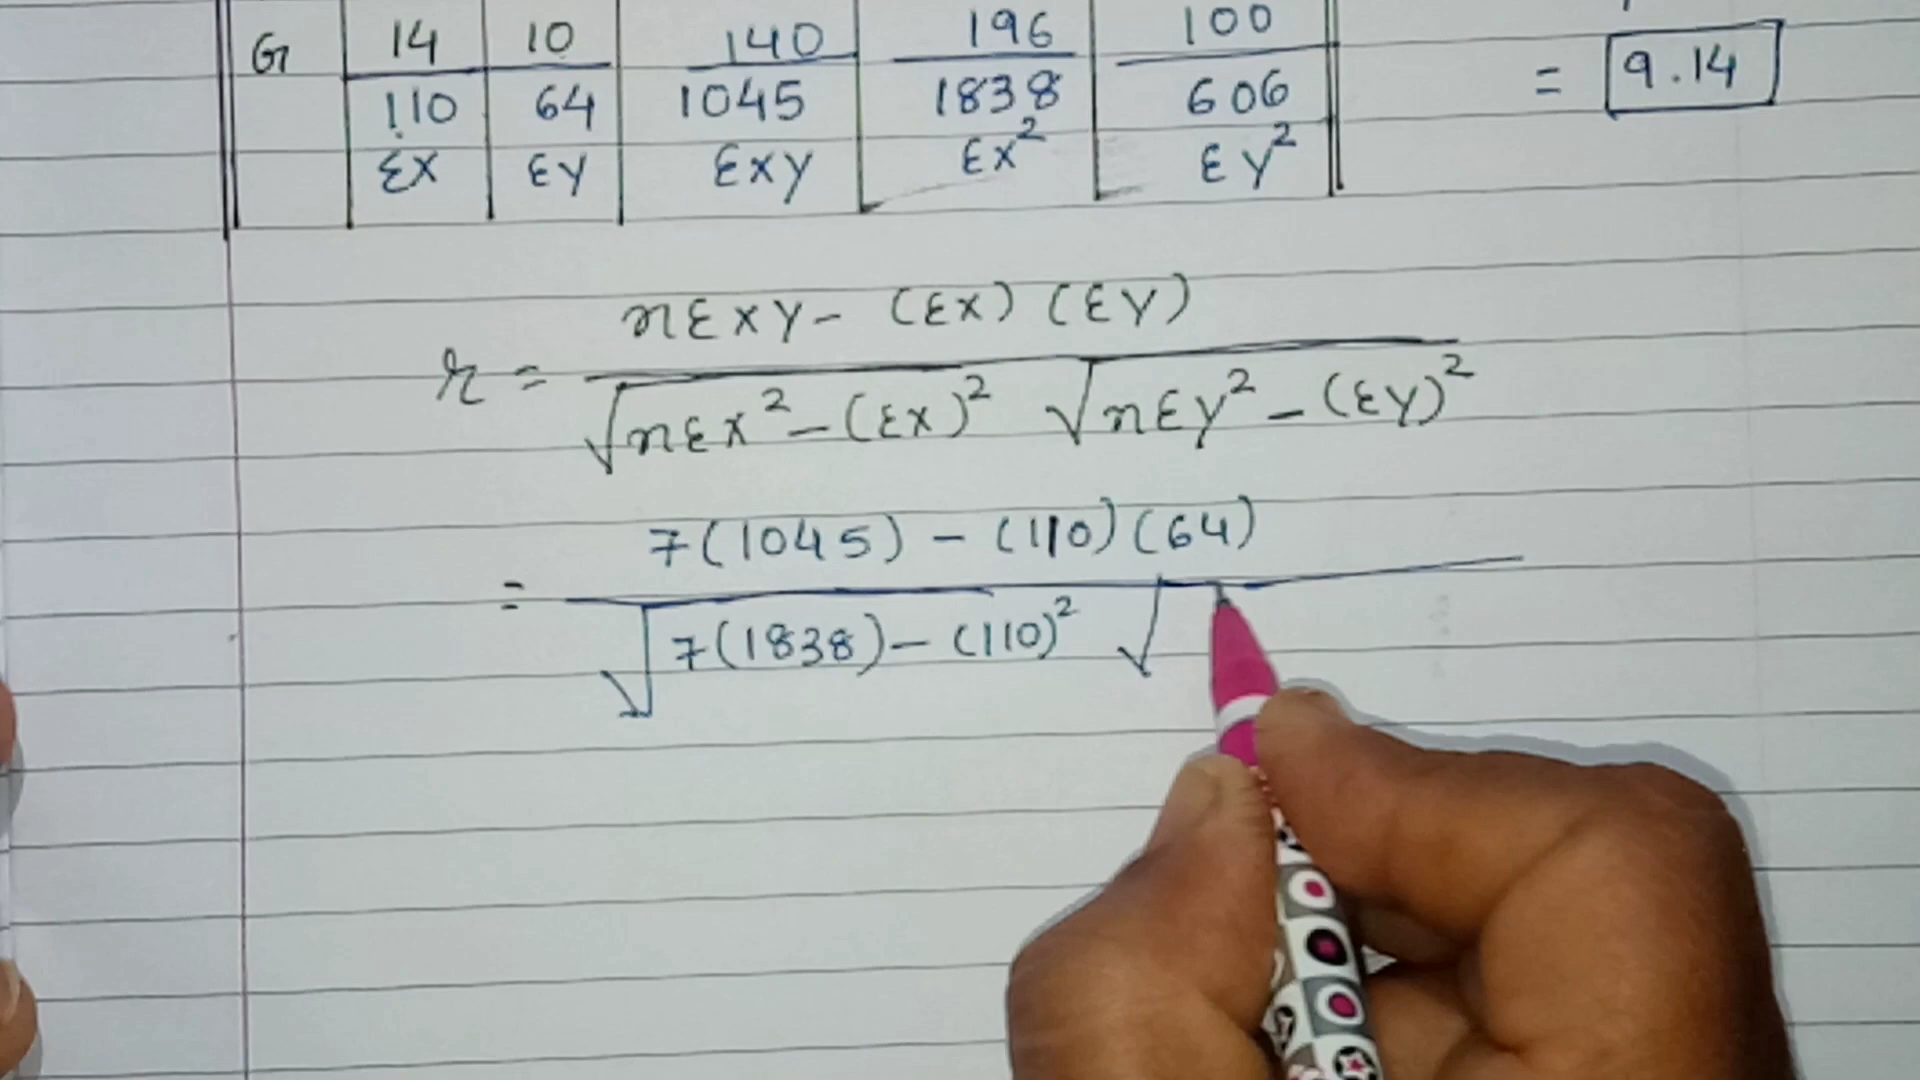 G 14 10 140 196 100
= 9.14
110 64 1045 1838 606
ΣX ΣY ΣXY ΣX² ΣY²
r = nΣXY - (ΣX) (ΣY)
√nΣX² - (ΣX)² √nΣY² - (ΣY)²
= 7(1045) - (110) (64)
√7(1838) - (110)² √